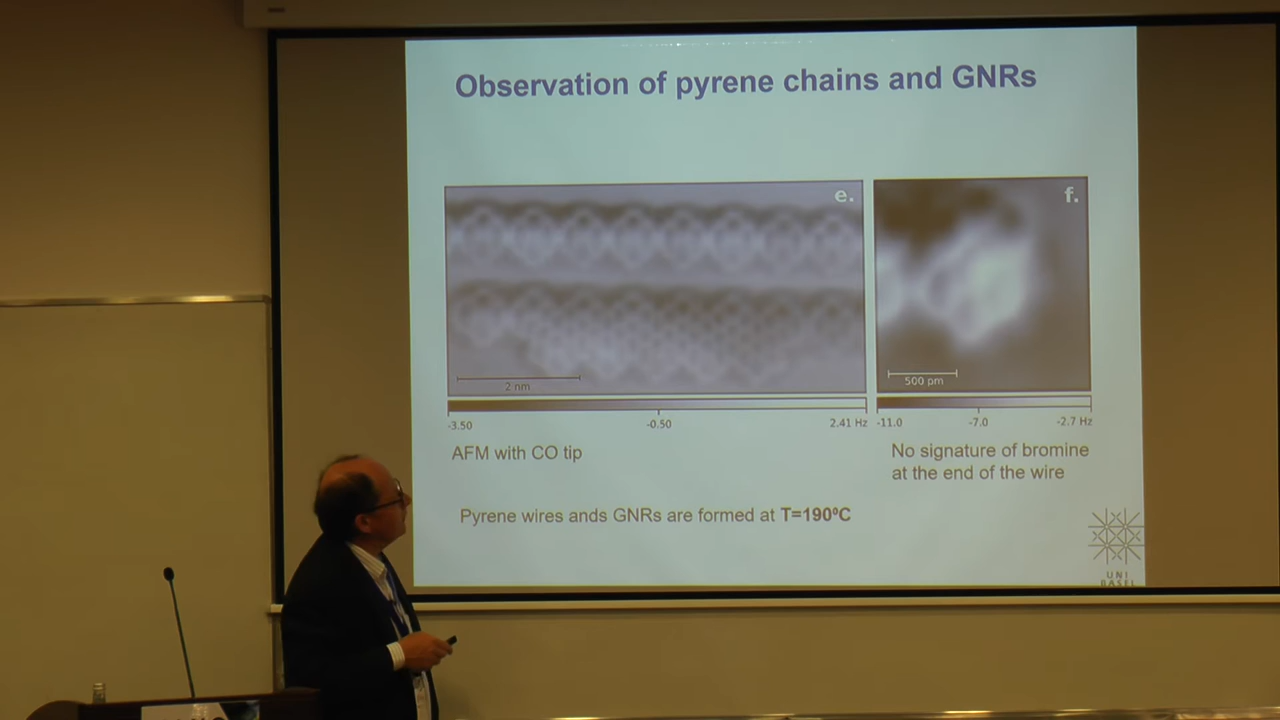 Observation of pyrene chains and GNRs
e.
f.
2 nm
500 pm
-3.50
-0.50
2.41 Hz
-11.0
-7.0
-2.7 Hz
AFM with CO tip
No signature of bromine
at the end of the wire
Pyrene wires ands GNRs are formed at T=190ºC
UNI
BASEL